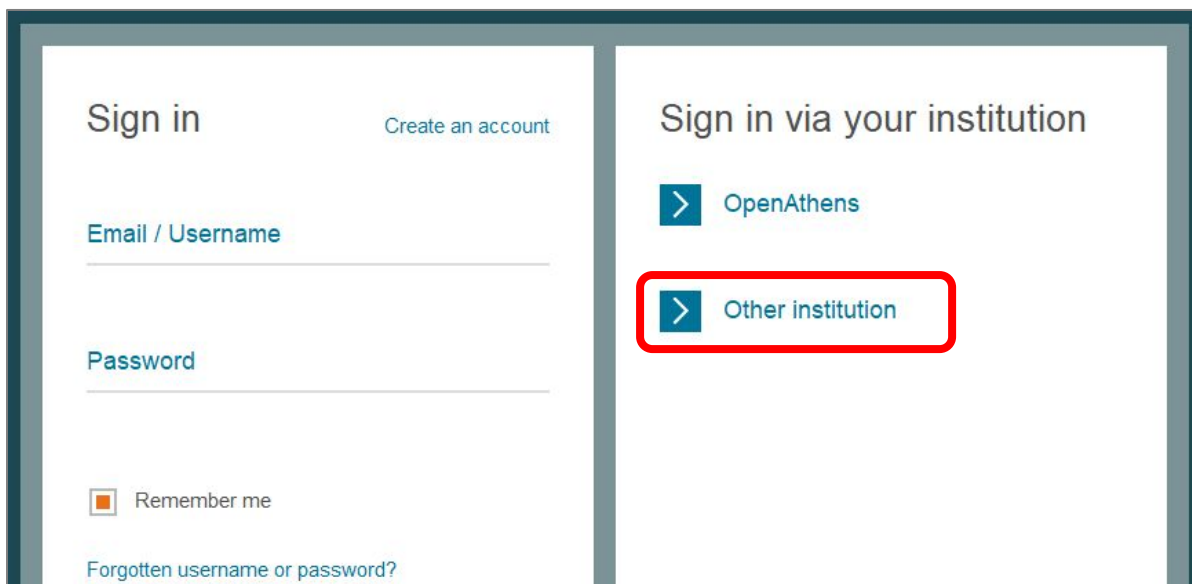 Sign in
Create an account
Email / Username
Password
Remember me
Forgotten username or password?
Sign in via your institution
OpenAthens
Other institution